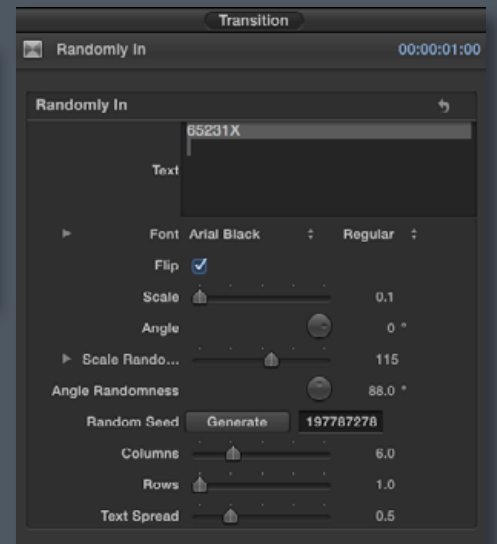 Transition
Randomly In 00:00:01:00
Randomly In
Text 65231X
Font Arial Black Regular
Flip
Scale 0.1
Angle 0 °
Scale Rando... 115
Angle Randomness 88.0 °
Random Seed Generate 197787278
Columns 6.0
Rows 1.0
Text Spread 0.5